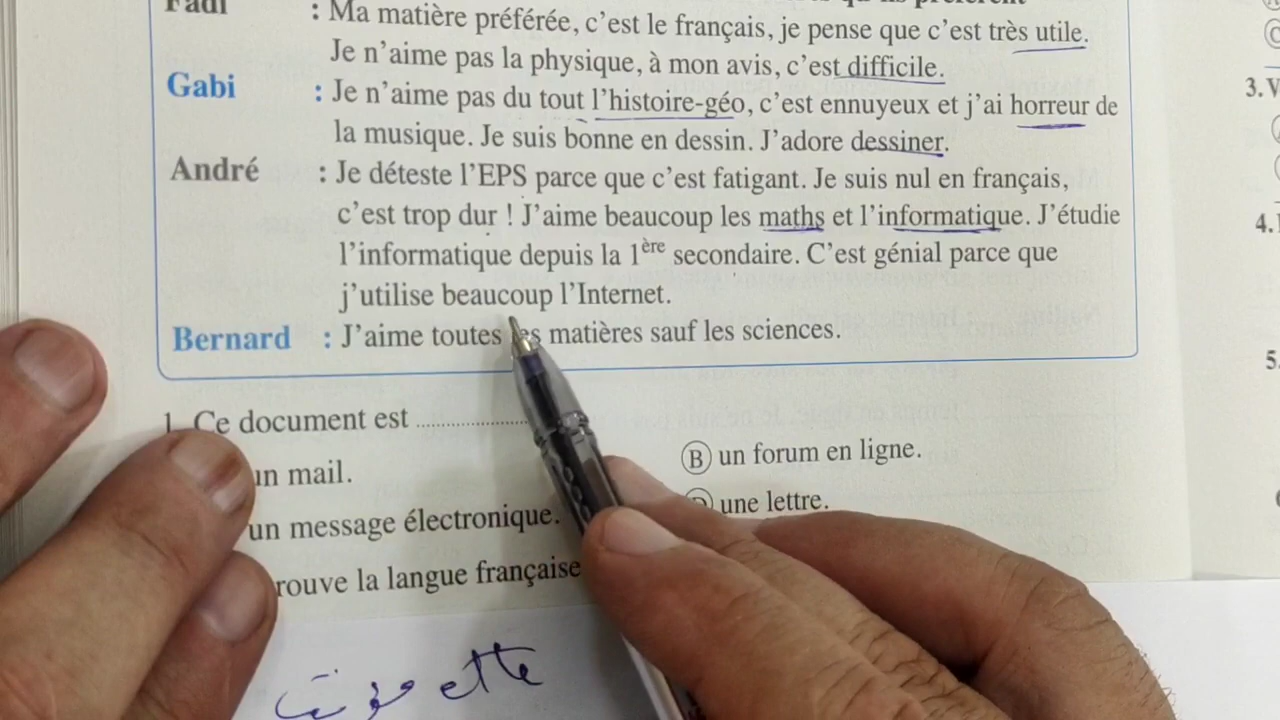 Fadi : Ma matière préférée, c'est le français, je pense que c'est très utile.
Je n'aime pas la physique, à mon avis, c'est difficile.
Gabi : Je n'aime pas du tout l'histoire-géo, c'est ennuyeux et j'ai horreur de
la musique. Je suis bonne en dessin. J'adore dessiner.
André : Je déteste l'EPS parce que c'est fatigant. Je suis nul en français,
c'est trop dur ! J'aime beaucoup les maths et l'informatique. J'étudie
l'informatique depuis la 1ère secondaire. C'est génial parce que
j'utilise beaucoup l'Internet.
Bernard : J'aime toutes les matières sauf les sciences.
1. Ce document est ....................
un mail.
B un forum en ligne.
un message électronique.
une lettre.
la langue française
3.
4.
5.